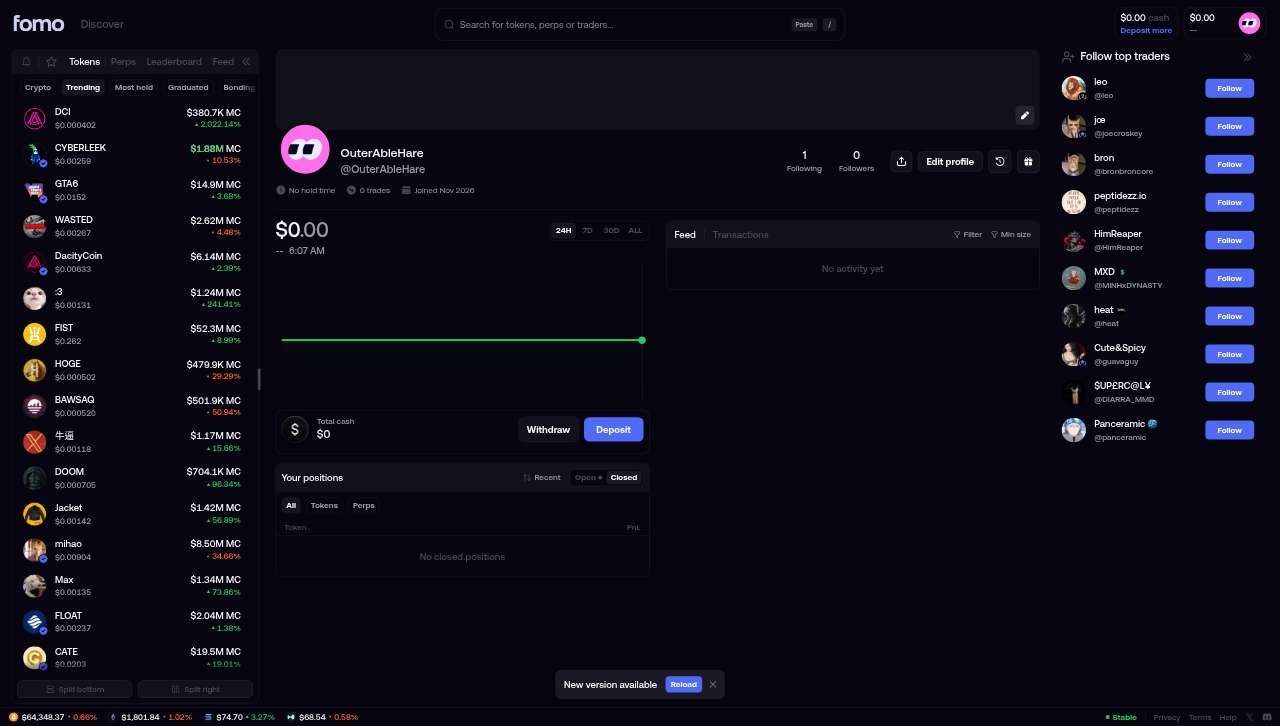 fomo
Discover
Search for tokens, perps or traders...
Paste
/
$0.00 cash
Deposit more
$0.00
—
Tokens
Perps
Leaderboard
Feed
Crypto
Trending
Most held
Graduated
Bonding
DCI
$380.7K MC
$0.000402
2,022.14%
CYBERLEEK
$1.88M MC
$0.00259
10.53%
GTA6
$14.9M MC
$0.0152
3.68%
WASTED
$2.62M MC
$0.00267
4.48%
DacityCoin
$6.14M MC
$0.00633
2.39%
:3
$1.24M MC
$0.00131
241.41%
FIST
$52.3M MC
$0.262
8.99%
HOGE
$479.9K MC
$0.000502
29.29%
BAWSAQ
$501.9K MC
$0.000520
50.94%
牛逼
$1.17M MC
$0.00118
15.66%
DOOM
$704.1K MC
$0.000705
96.34%
Jacket
$1.42M MC
$0.00142
56.89%
mihao
$8.50M MC
$0.00904
34.66%
Max
$1.34M MC
$0.00135
73.86%
FLOAT
$2.04M MC
$0.00237
1.38%
CATE
$19.5M MC
$0.0203
19.01%
Split bottom
Split right
OuterAbleHare
@OuterAbleHare
No hold time
0 trades
Joined Nov 2026
1
Following
0
Followers
Edit profile
$0.00
-- 6:07 AM
24H
7D
30D
ALL
Total cash
$0
Withdraw
Deposit
Your positions
Recent
Open
Closed
All
Tokens
Perps
Token
PnL
No closed positions
Feed
Transactions
Filter
Min size
No activity yet
Follow top traders
leo
@leo
Follow
joe
@joecroskey
Follow
bron
@bronbroncore
Follow
peptidezz.io
@peptidezz
Follow
HimReaper
@HimReaper
Follow
MXD
@MINHxDYNASTY
Follow
heat
@heat
Follow
Cute&Spicy
@guavaguy
Follow
$UP£RC@L¥
@DIARRA_MMD
Follow
Panceramic
@panceramic
Follow
New version available
Reload
$64,348.37 0.66%
$1,801.84 1.02%
$74.70 3.27%
$68.54 0.58%
Stable
Privacy
Terms
Help